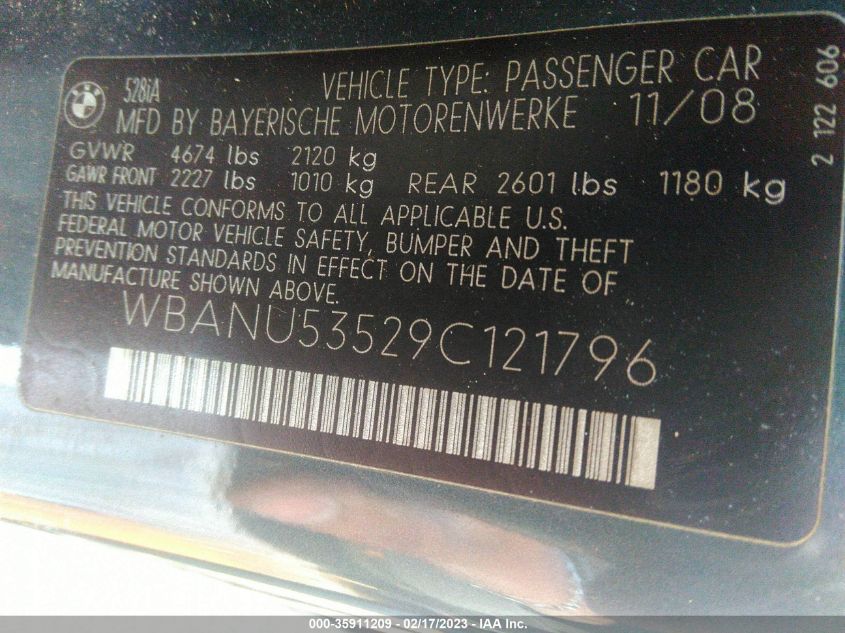 528iA VEHICLE TYPE: PASSENGER CAR
MFD BY BAYERISCHE MOTORENWERKE 11/08
GVWR 4674 lbs 2120 kg
GAWR FRONT 2227 lbs 1010 kg REAR 2601 lbs 1180 kg
THIS VEHICLE CONFORMS TO ALL APPLICABLE U.S.
FEDERAL MOTOR VEHICLE SAFETY, BUMPER AND THEFT
PREVENTION STANDARDS IN EFFECT ON THE DATE OF
MANUFACTURE SHOWN ABOVE.
WBANU53529C121796
2 122 606
000-35911209 - 02/17/2023 - IAA Inc.